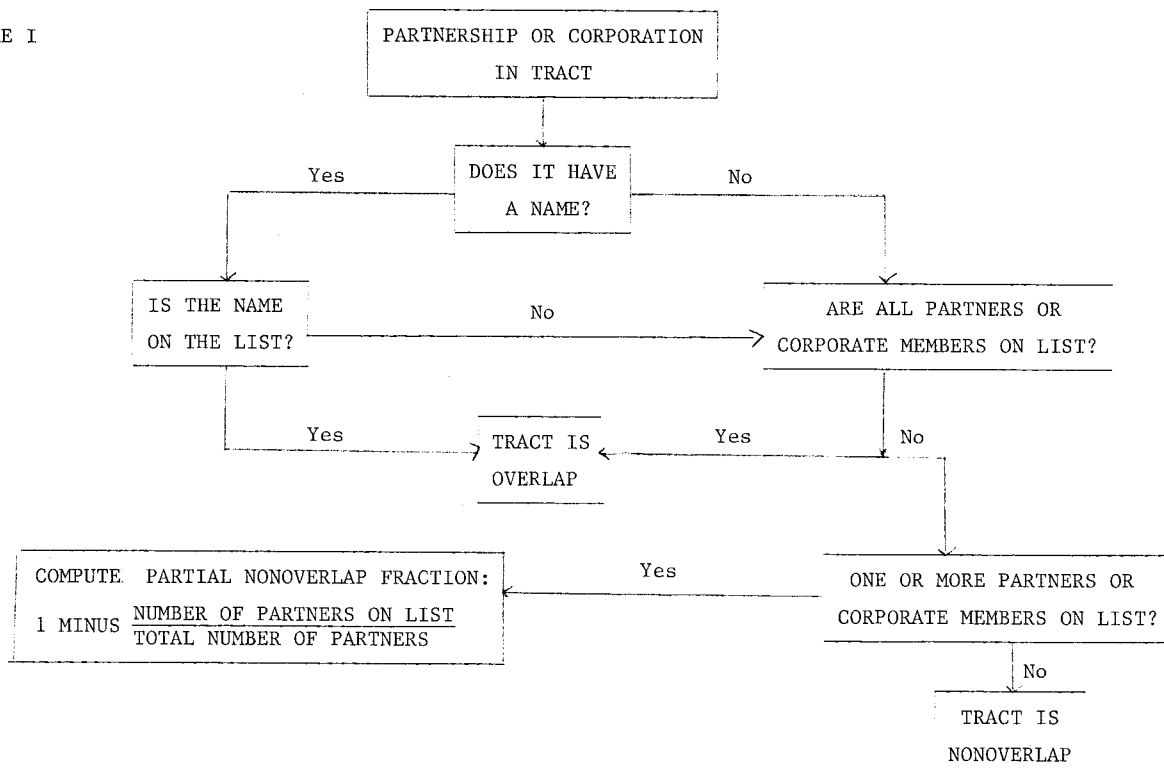 E I
PARTNERSHIP OR CORPORATION
IN TRACT
DOES IT HAVE
A NAME?
Yes
No
IS THE NAME
ON THE LIST?
No
ARE ALL PARTNERS OR
CORPORATE MEMBERS ON LIST?
Yes
TRACT IS
OVERLAP
Yes
No
COMPUTE PARTIAL NONOVERLAP FRACTION:
1 MINUS NUMBER OF PARTNERS ON LIST
TOTAL NUMBER OF PARTNERS
Yes
ONE OR MORE PARTNERS OR
CORPORATE MEMBERS ON LIST?
No
TRACT IS
NONOVERLAP